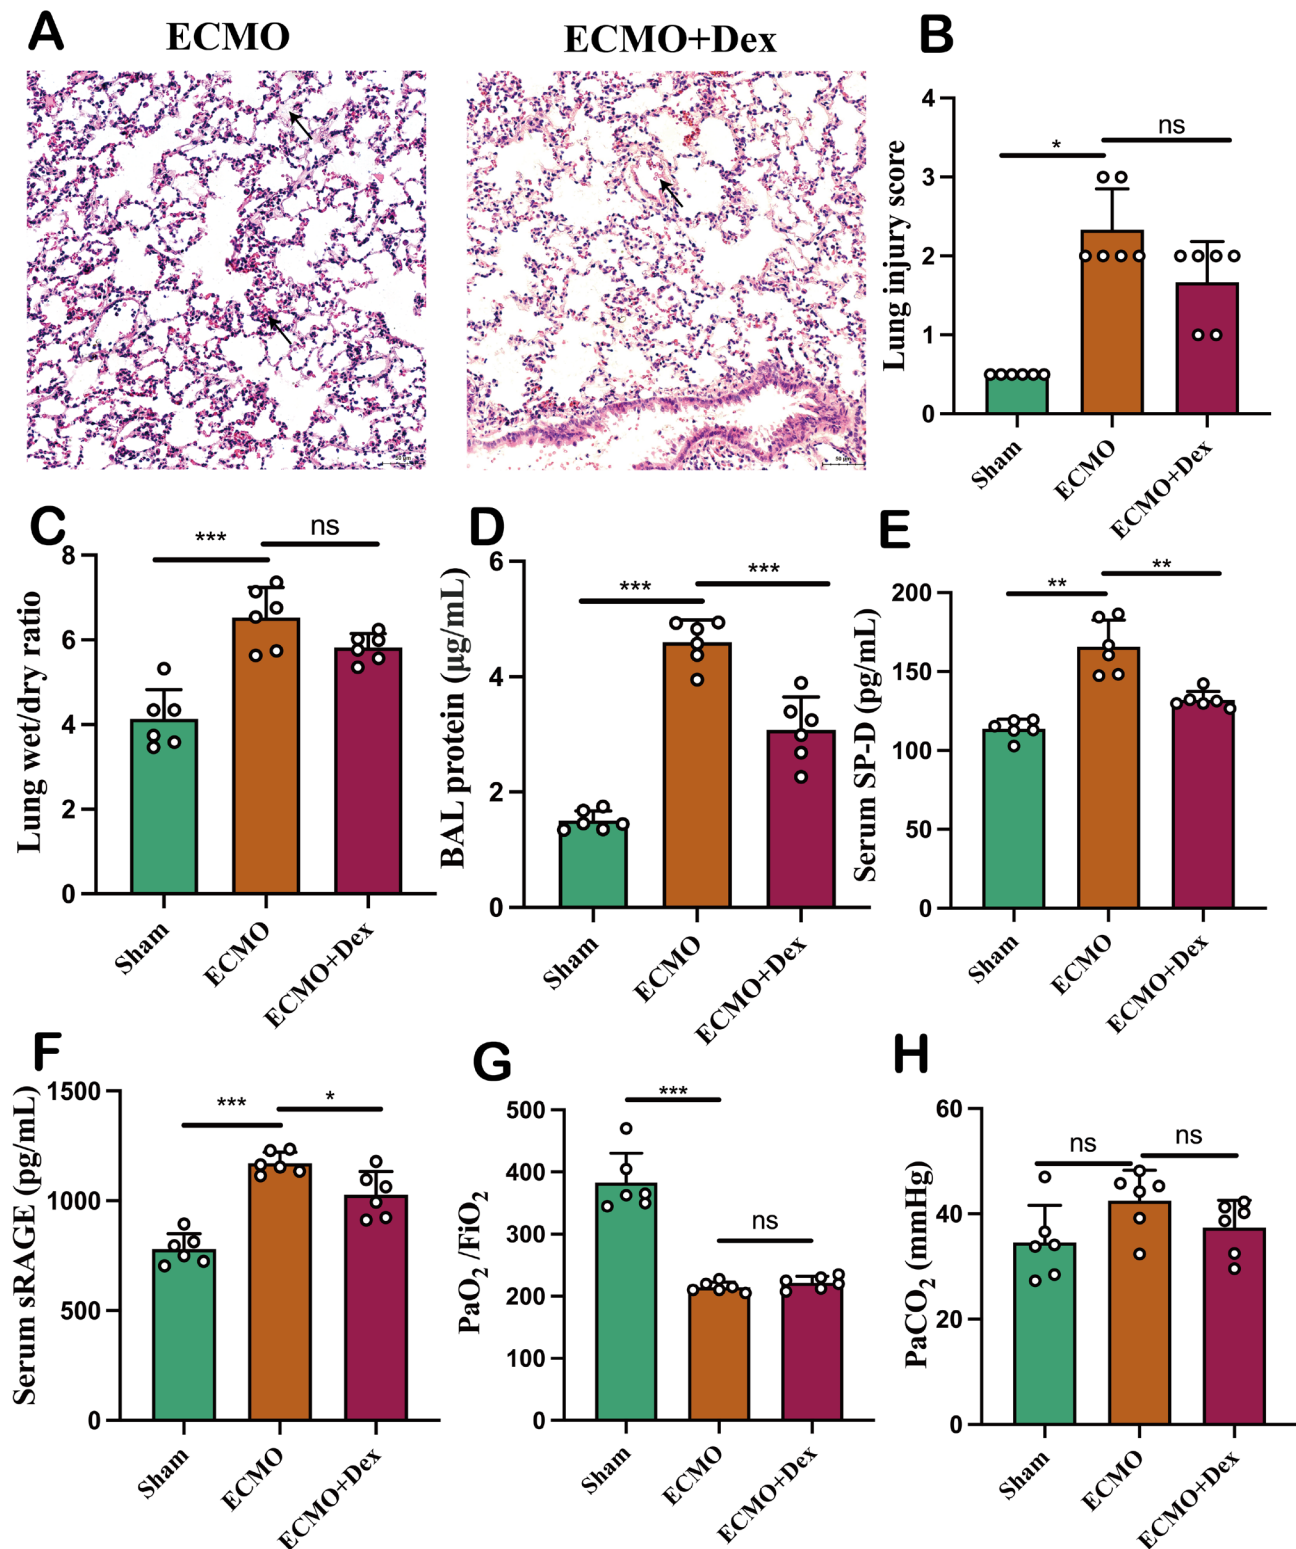 A
ECMO
ECMO+Dex
50 μm
B
Lung injury score
4
3
2
1
0
*
ns
Sham
ECMO
ECMO+Dex
C
Lung wet/dry ratio
8
6
4
2
0
***
ns
Sham
ECMO
ECMO+Dex
D
BAL protein (μg/mL)
6
4
2
0
***
***
Sham
ECMO
ECMO+Dex
E
Serum SP-D (pg/mL)
200
150
100
50
0
**
**
Sham
ECMO
ECMO+Dex
F
Serum sRAGE (pg/mL)
1500
1000
500
0
***
*
Sham
ECMO
ECMO+Dex
G
PaO₂/FiO₂
500
400
300
200
100
0
***
ns
Sham
ECMO
ECMO+Dex
H
PaCO₂ (mmHg)
60
40
20
0
ns
ns
Sham
ECMO
ECMO+Dex